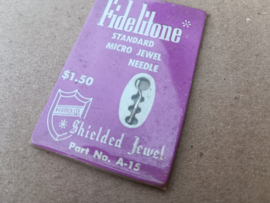 Fidelitone
STANDARD
MICRO JEWEL
NEEDLE
$1.50
Shielded Jewel
Part No. A-15